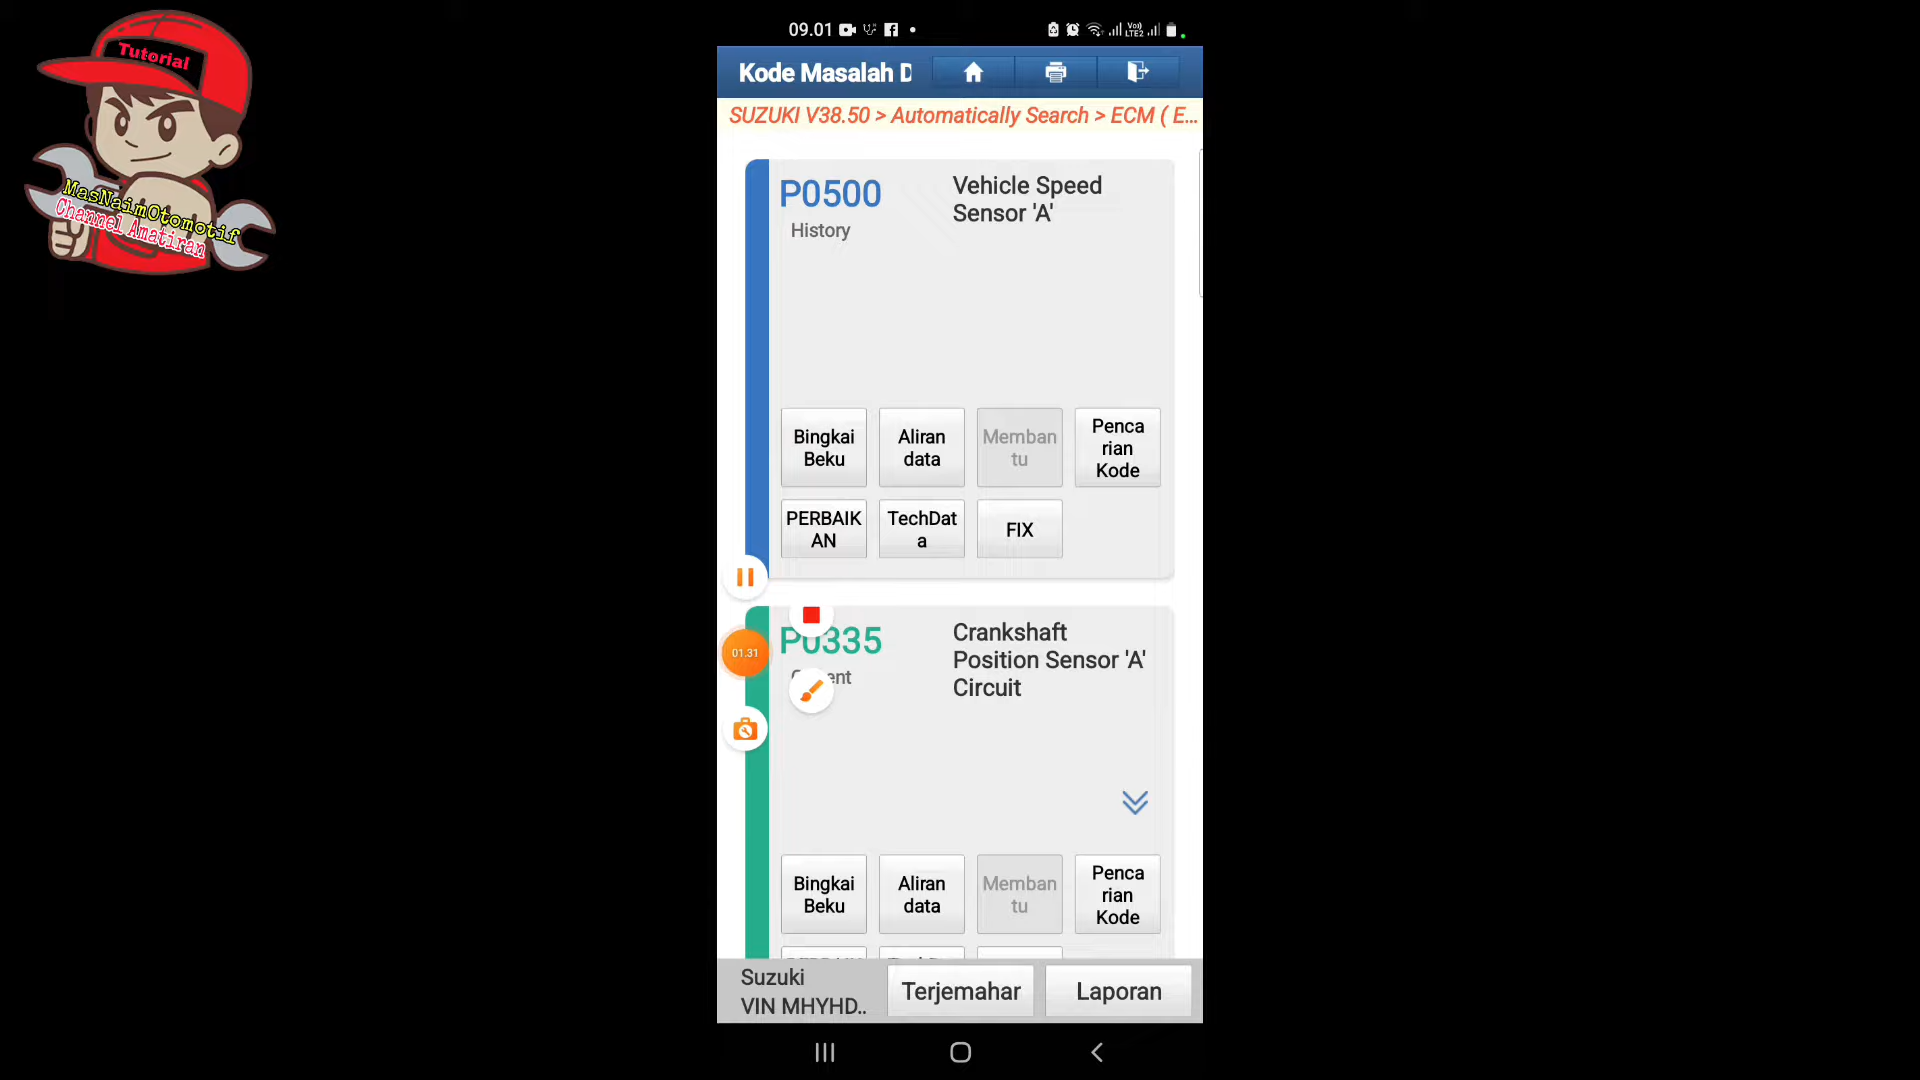 Tutorial
MasNaimOtomotif
Channel Amatiran
09.01
Kode Masalah D
SUZUKI V38.50 > Automatically Search > ECM ( E...
P0500
Vehicle Speed
Sensor 'A'
History
Bingkai
Beku
Aliran
data
Memban
tu
Penca
rian
Kode
PERBAIK
AN
TechDat
a
FIX
P0335
Crankshaft
Position Sensor 'A'
Circuit
01.31
Bingkai
Beku
Aliran
data
Memban
tu
Penca
rian
Kode
Suzuki
VIN MHYHD..
Terjemahar
Laporan